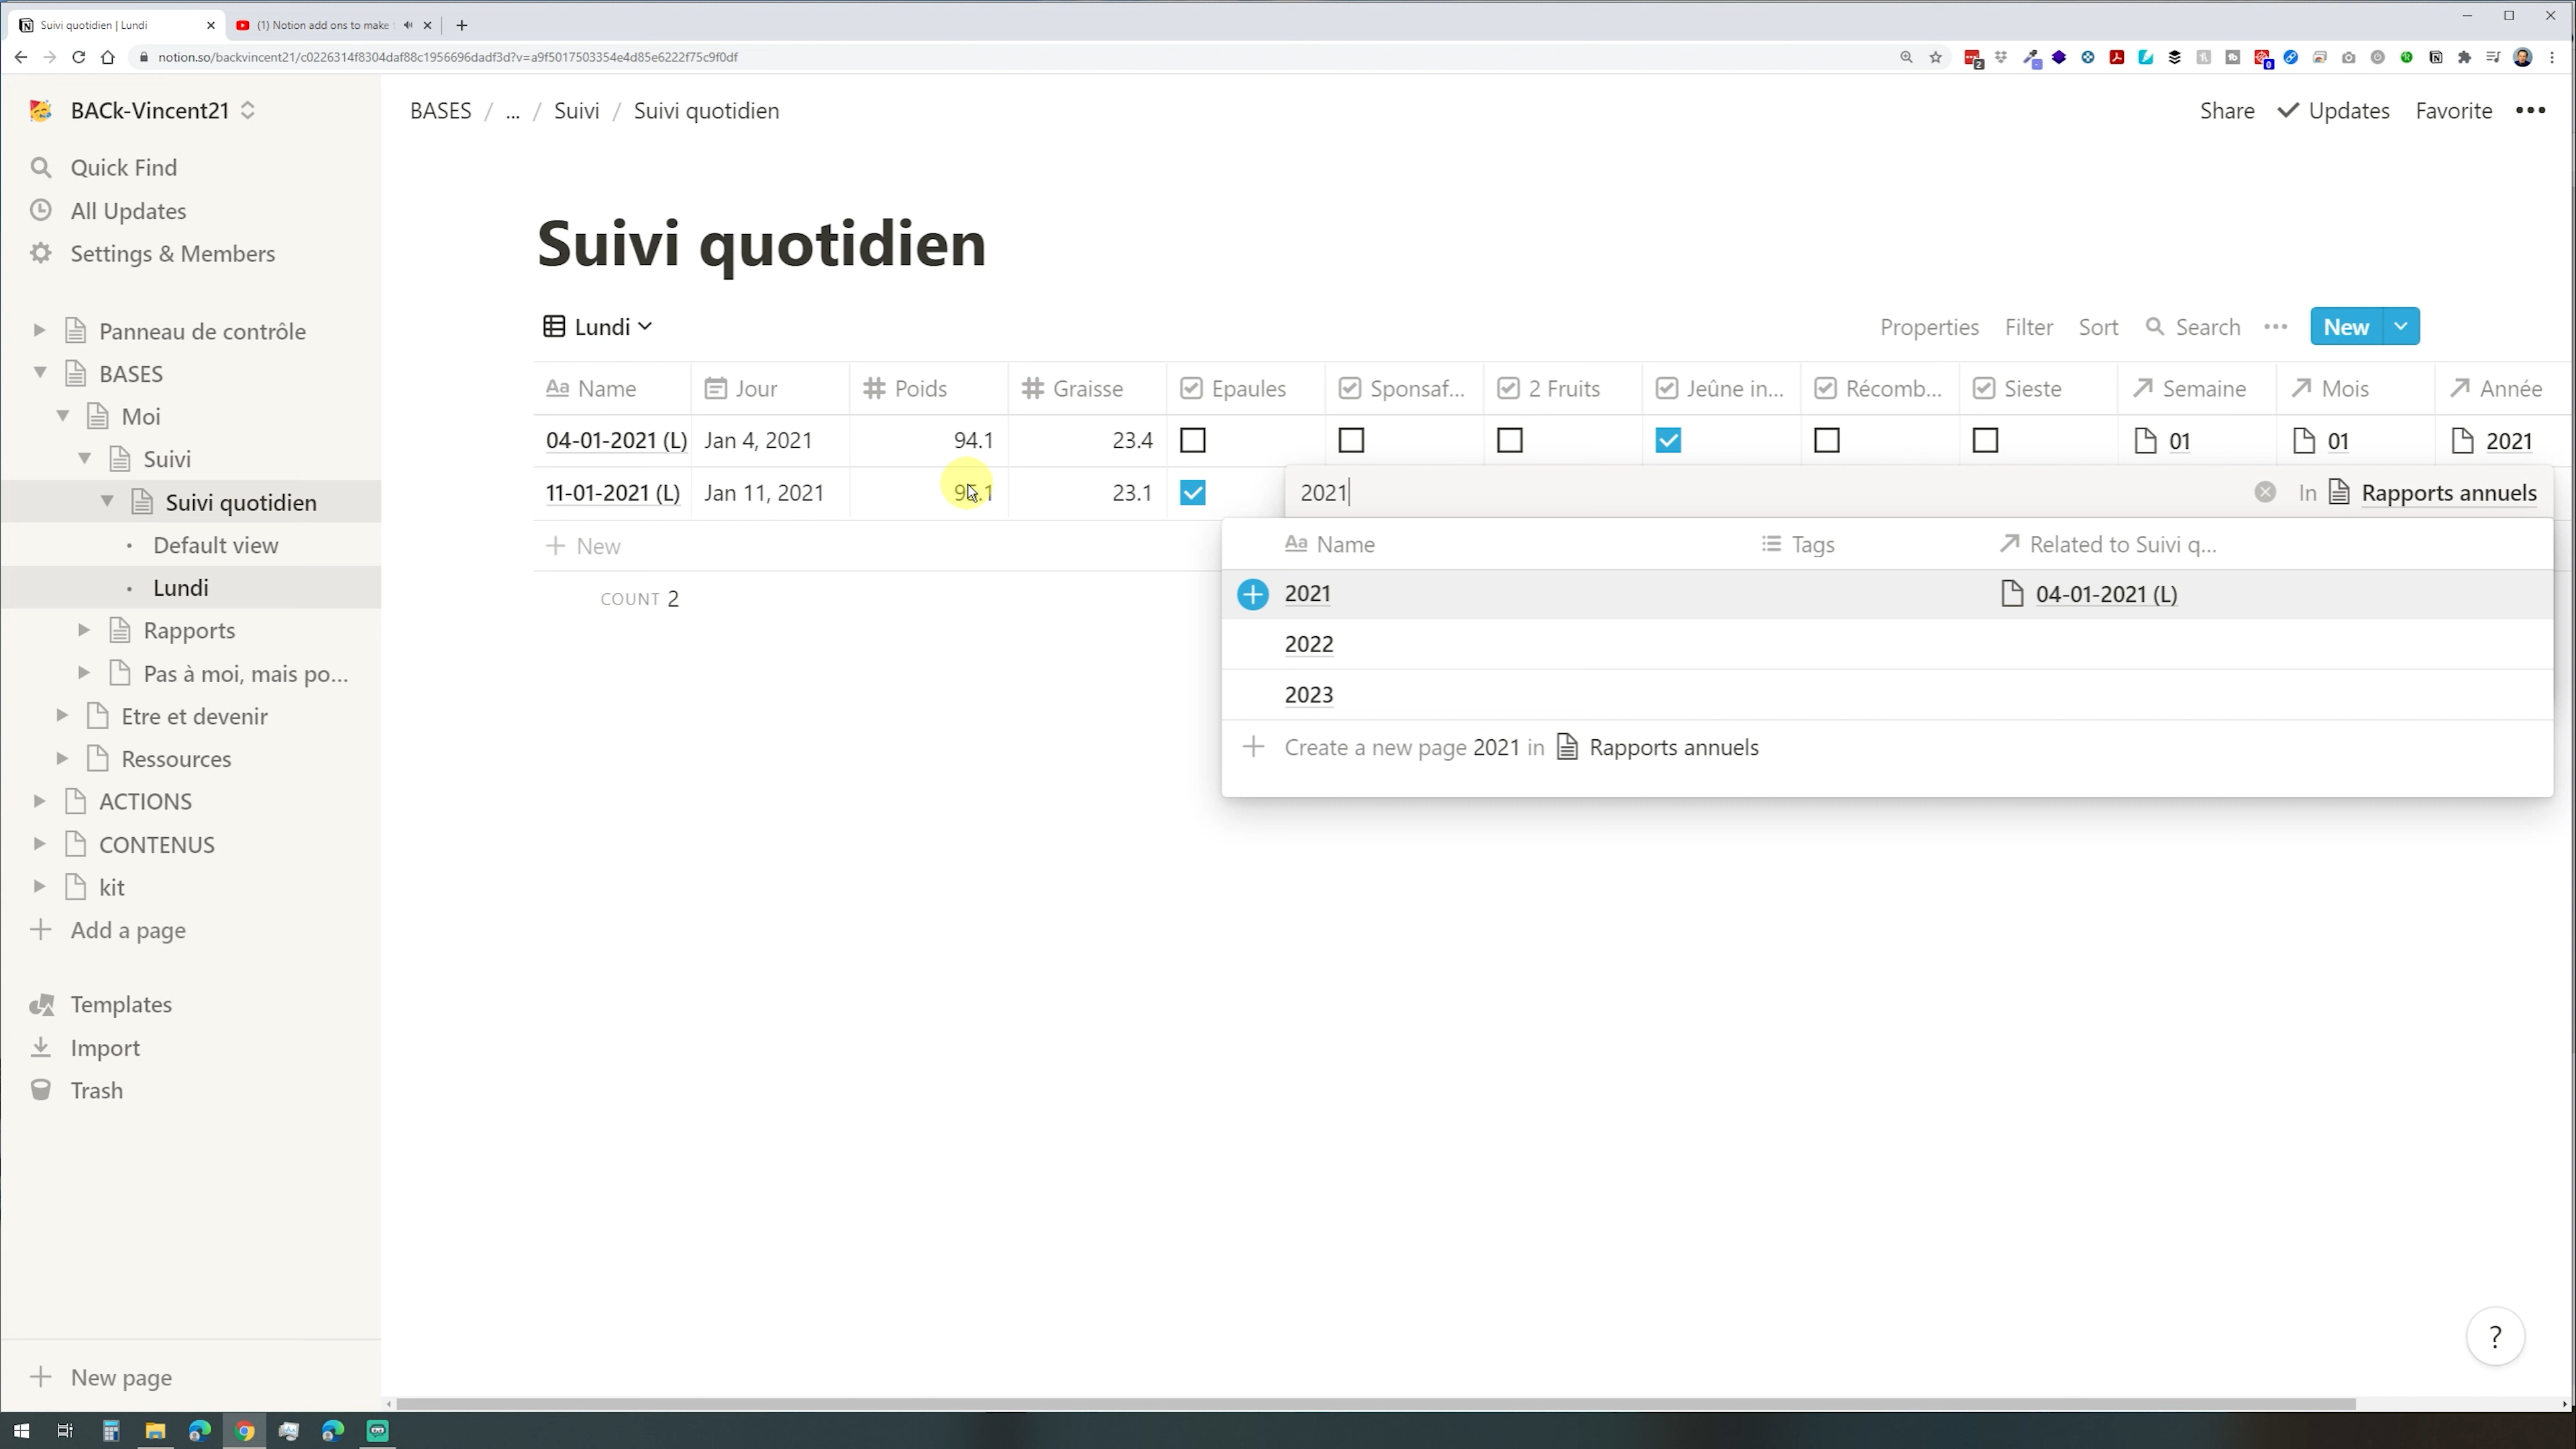 Suivi quotidien | Lundi
(1) Notion add ons to make
notion.so/backvincent21/c0226314f8304daf88c1956696dadf3d?v=a9f5017503354e4d85e6222f75c9f0df
BACk-Vincent21
Quick Find
All Updates
Settings & Members
Panneau de contrôle
BASES
Moi
Suivi
Suivi quotidien
Default view
Lundi
Rapports
Pas à moi, mais po...
Etre et devenir
Ressources
ACTIONS
CONTENUS
kit
Add a page
Templates
Import
Trash
New page
BASES / ... / Suivi / Suivi quotidien
Share Updates Favorite
Suivi quotidien
Lundi
Properties Filter Sort Search New
Aa Name Jour Poids Graisse Epaules Sponsaf... 2 Fruits Jeûne in... Récomb... Sieste Semaine Mois Année
04-01-2021 (L) Jan 4, 2021 94.1 23.4 01 01 2021
11-01-2021 (L) Jan 11, 2021 23.1 2021 In Rapports annuels
New
COUNT 2
Aa Name Tags Related to Suivi q...
2021 04-01-2021 (L)
2022
2023
Create a new page 2021 in Rapports annuels
?